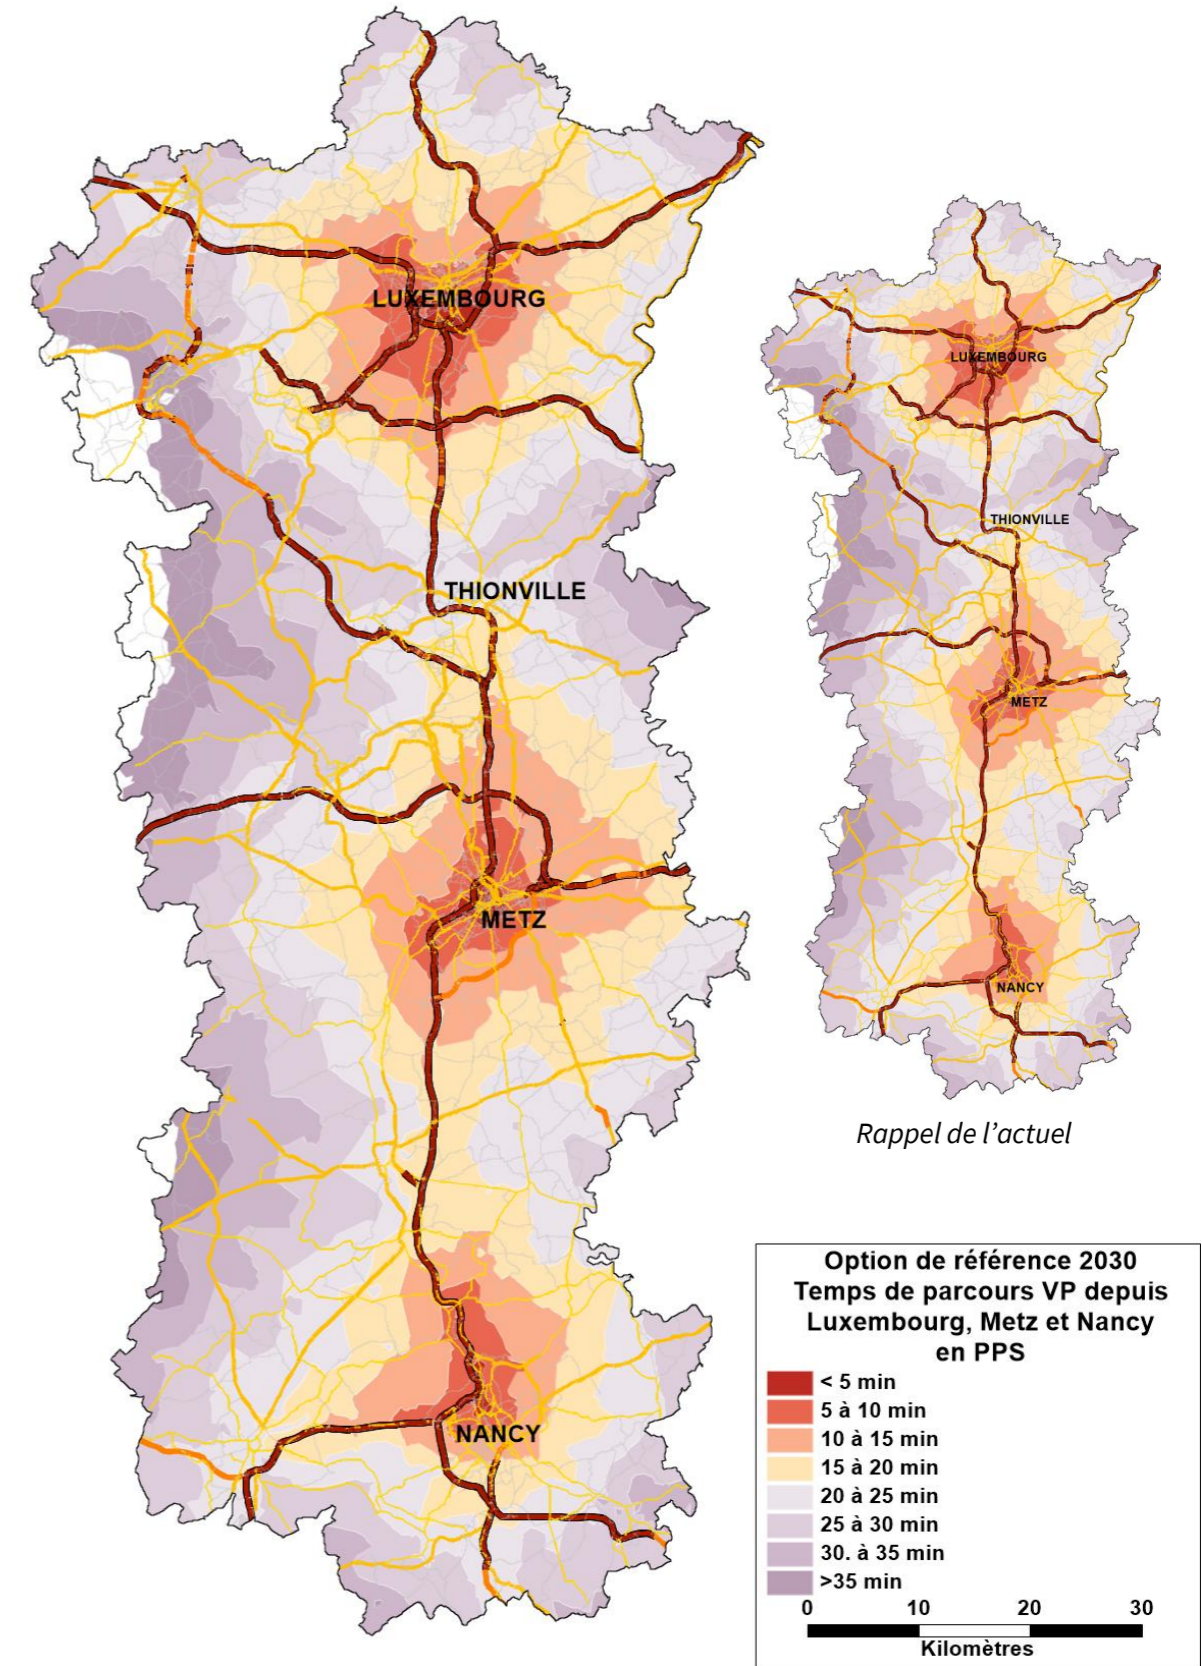 LUXEMBOURG
THIONVILLE
METZ
NANCY
LUXEMBOURG
THIONVILLE
METZ
NANCY
Rappel de l'actuel
Option de référence 2030
Temps de parcours VP depuis
Luxembourg, Metz et Nancy
en PPS
< 5 min
5 à 10 min
10 à 15 min
15 à 20 min
20 à 25 min
25 à 30 min
30. à 35 min
>35 min
0 10 20 30
Kilomètres